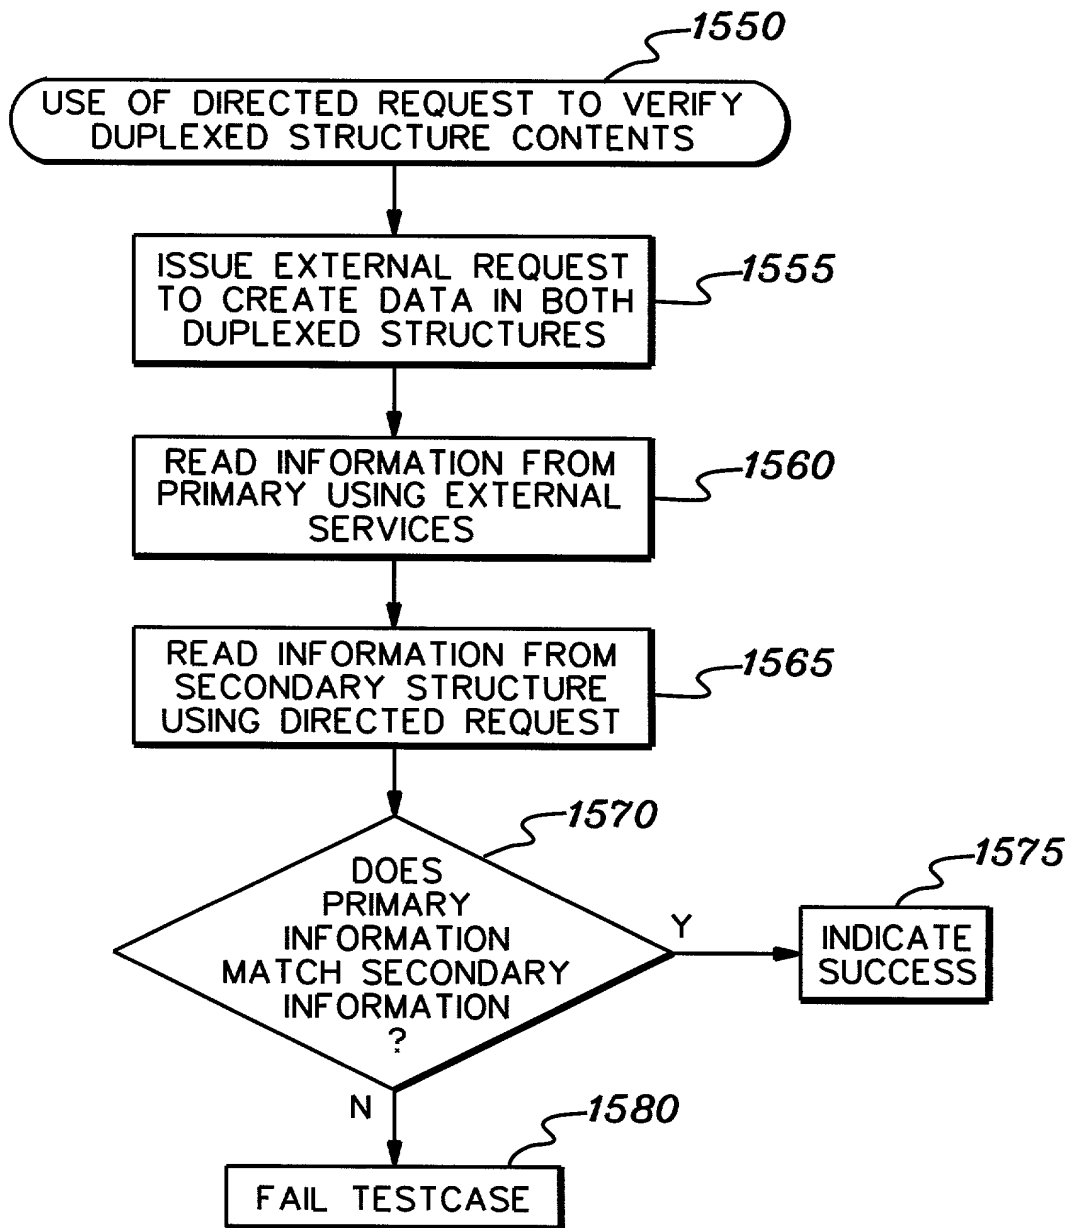 1550
USE OF DIRECTED REQUEST TO VERIFY
DUPLEXED STRUCTURE CONTENTS
ISSUE EXTERNAL REQUEST
TO CREATE DATA IN BOTH
DUPLEXED STRUCTURES
1555
READ INFORMATION FROM
PRIMARY USING EXTERNAL
SERVICES
1560
READ INFORMATION FROM
SECONDARY STRUCTURE
USING DIRECTED REQUEST
1565
1570
DOES
PRIMARY
INFORMATION
MATCH SECONDARY
INFORMATION
?
Y
1575
INDICATE
SUCCESS
N
1580
FAIL TESTCASE